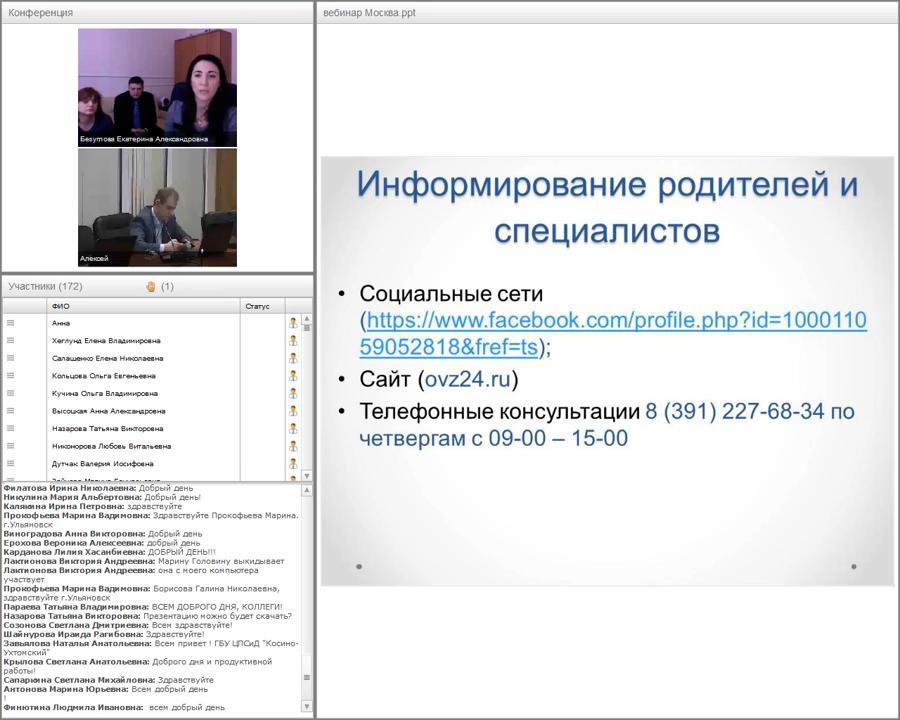 Конференция
Безуглова Екатерина Александровна
Алексей
Участники (172)
(1)
ФИО
Статус
Анна
Хеглунд Елена Владимировна
Салащенко Елена Николаевна
Кольцова Ольга Евгеньевна
Кучина Ольга Владимировна
Высоцкая Анна Александровна
Назарова Татьяна Викторовна
Никонорова Любовь Витальевна
Дутчак Валерия Иосифовна
Филатова Ирина Николаевна: Добрый день
Никулина Мария Альбертовна: Добрый день!
Калякина Ирина Петровна: здравствуйте
Прокофьева Марина Вадимовна: Здравствуйте Прокофьева Марина.
г.Ульяновск
Виноградова Анна Викторовна: Добрый день
Ерохова Вероника Алексеевна: добрый день
Карданова Лилия Хасанбиевна: ДОБРЫЙ ДЕНЬ!!!
Лактионова Виктория Андреевна: Марину Головину выкидывает
Лактионова Виктория Андреевна: она с моего компьютера
участвует
Прокофьева Марина Вадимовна: Борисова Галина Николаевна,
здравствуйте г.Ульяновск
Параева Татьяна Владимировна: ВСЕМ ДОБРОГО ДНЯ, КОЛЛЕГИ!
Назарова Татьяна Викторовна: Презентацию можно будет скачать?
Созонова Светлана Дмитриевна: Всем здравствуйте!
Шайнурова Ираида Рагибовна: Здравствуйте!
Завьялова Наталья Анатольевна: Всем привет ! ГБУ ЦПСиД "Косино-
Ухтомский"
Крылова Светлана Анатольевна: Доброго дня и продуктивной
работы!
Сапаркина Светлана Михайловна: Здравствуйте
Антонова Марина Юрьевна: Всем добрый день
!
Финютина Людмила Ивановна: всем добрый день
вебинар Москва.ppt
Информирование родителей и
специалистов
• Социальные сети
(https://www.facebook.com/profile.php?id=1000110
59052818&fref=ts);
• Сайт (ovz24.ru)
• Телефонные консультации 8 (391) 227-68-34 по
четвергам с 09-00 – 15-00